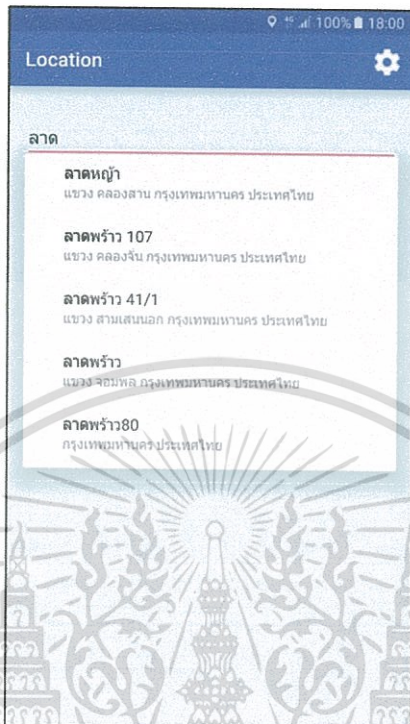 4G 100% 18:00
Location
ลาด
ลาดหญ้า
แขวง คลองสาน กรุงเทพมหานคร ประเทศไทย
ลาดพร้าว 107
แขวง คลองจั่น กรุงเทพมหานคร ประเทศไทย
ลาดพร้าว 41/1
แขวง สามเสนนอก กรุงเทพมหานคร ประเทศไทย
ลาดพร้าว
แขวง จอมพล กรุงเทพมหานคร ประเทศไทย
ลาดพร้าว80
กรุงเทพมหานคร ประเทศไทย